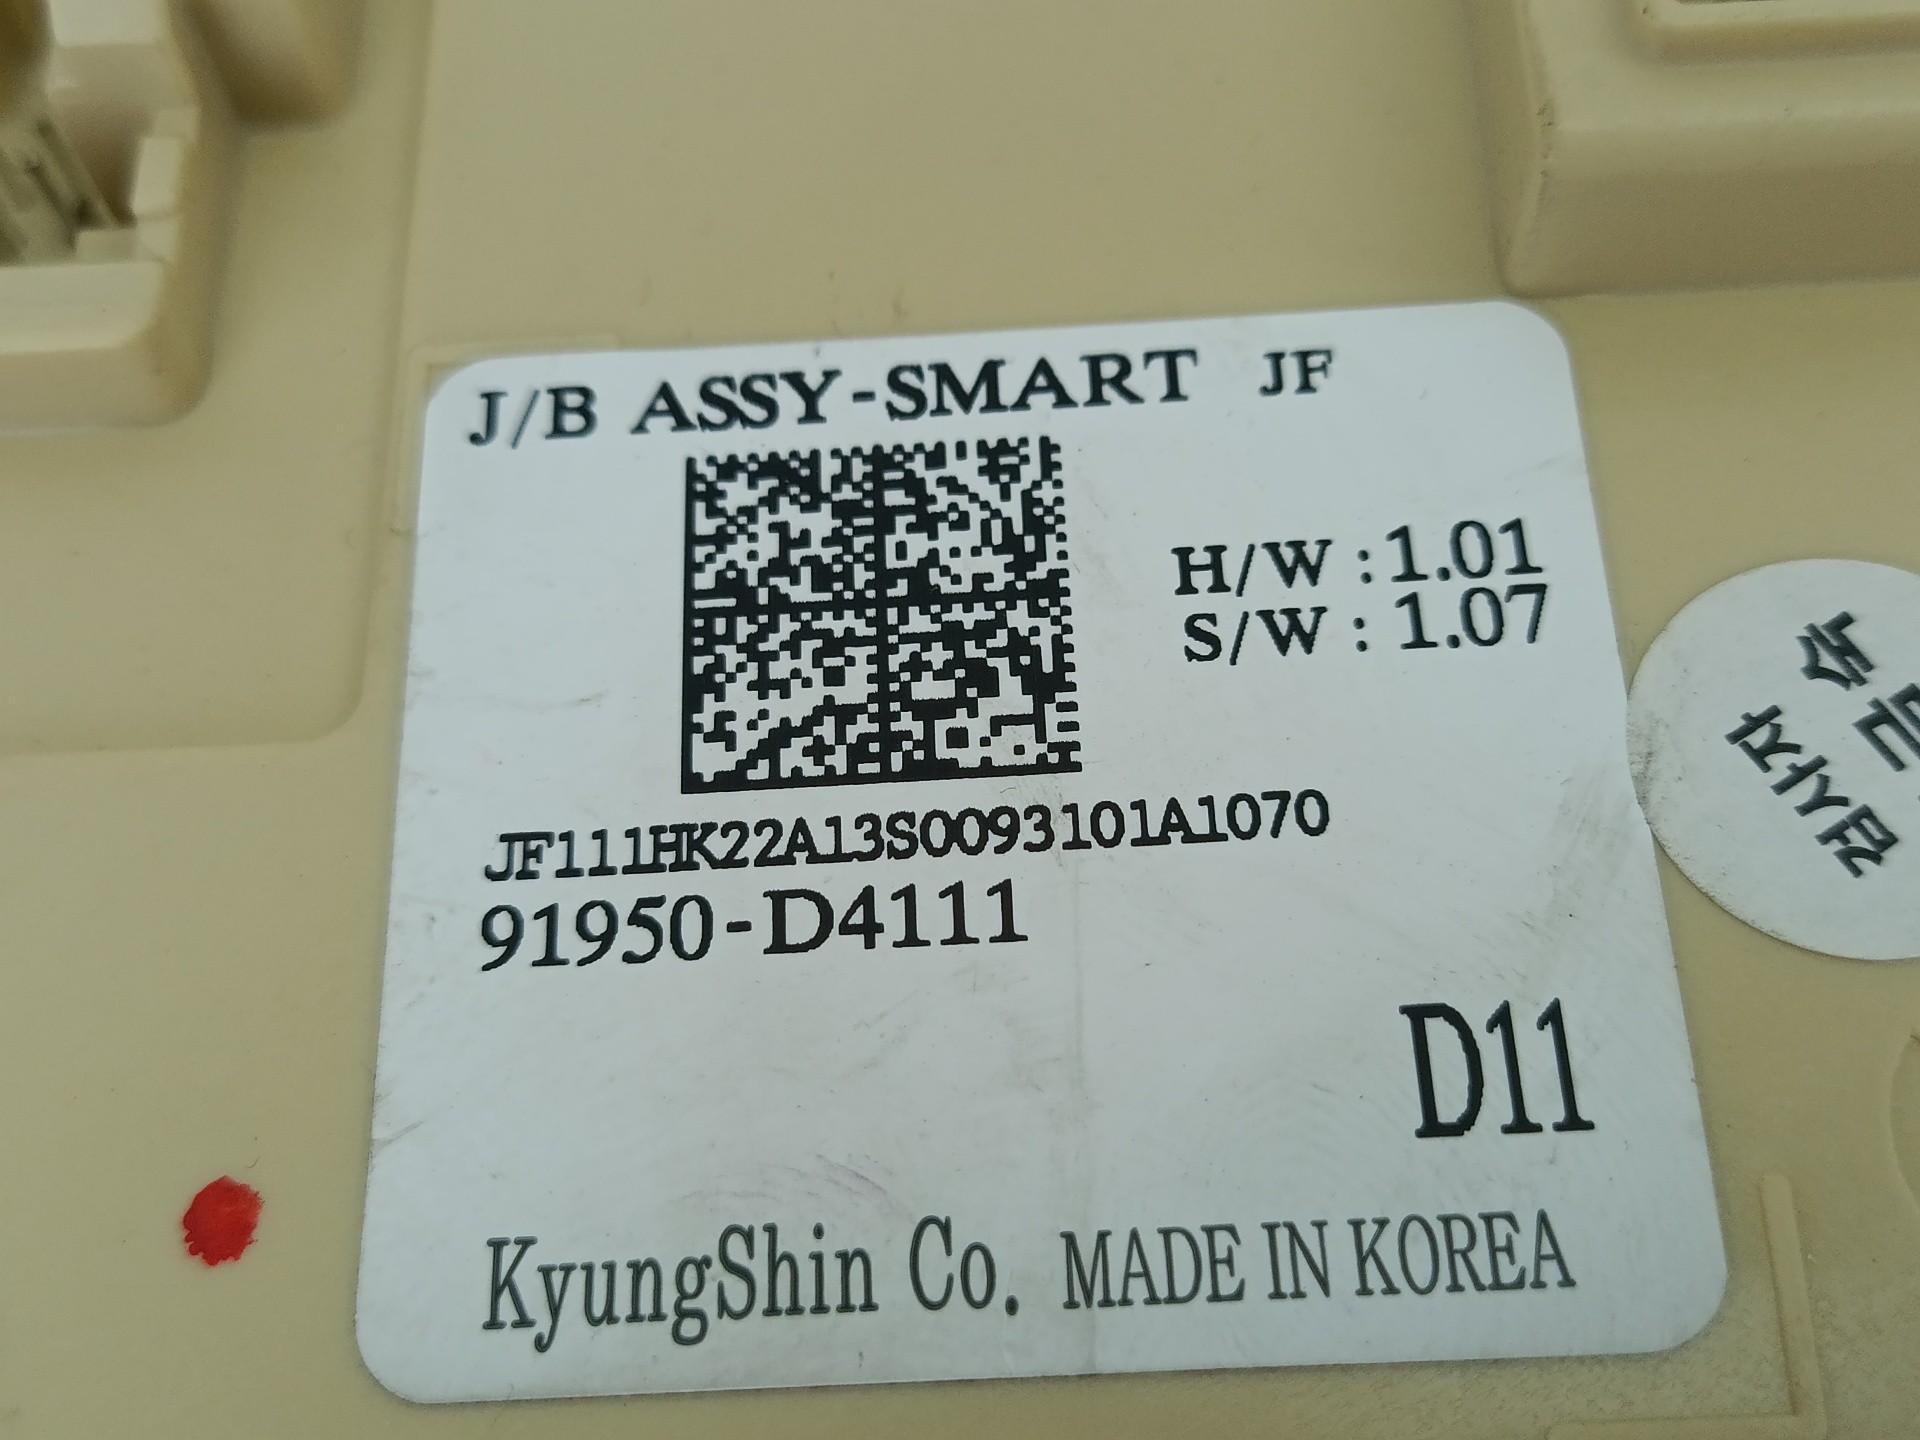 J/B ASSY-SMART JF
H/W : 1.01
S/W : 1.07
JF111HK22A13S0093101A1070
91950-D4111
D11
KyungShin Co. MADE IN KOREA